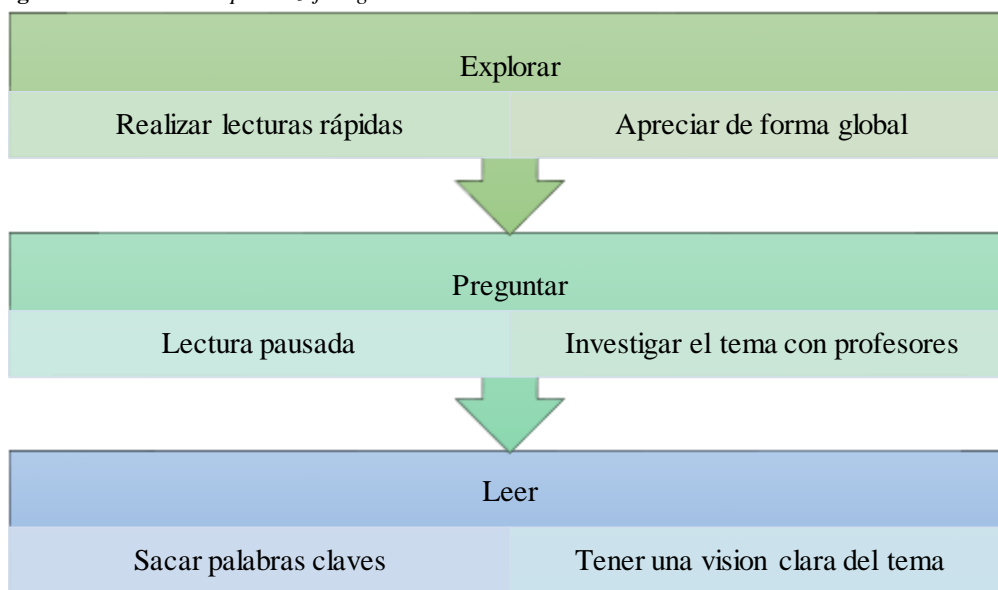 Explorar
Realizar lecturas rápidas
Apreciar de forma global
Preguntar
Lectura pausada
Investigar el tema con profesores
Leer
Sacar palabras claves
Tener una vision clara del tema